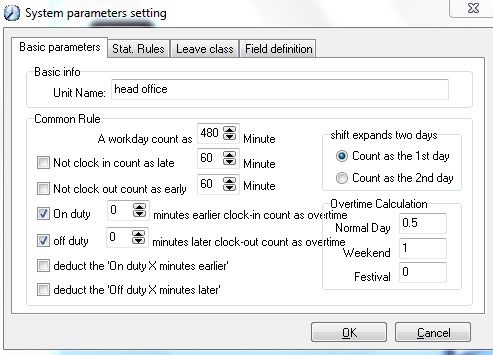 System parameters setting
Basic parameters Stat. Rules Leave class Field definition
Basic info
Unit Name: head office
Common Rule
A workday count as 480 Minute
Not clock in count as late 60 Minute
Not clock out count as early 60 Minute
On duty 0 minutes earlier clock-in count as overtime
off duty 0 minutes later clock-out count as overtime
deduct the 'On duty X minutes earlier'
deduct the 'Off duty X minutes later'
shift expands two days
Count as the 1st day
Count as the 2nd day
Overtime Calculation
Normal Day 0.5
Weekend 1
Festival 0
OK Cancel